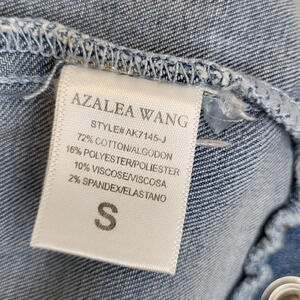 AZALEA WANG
STYLE# AK7145-J
72% COTTON/ALGODON
16% POLYESTER/POLIESTER
10% VISCOSE/VISCOSA
2% SPANDEX/ELASTANO
S